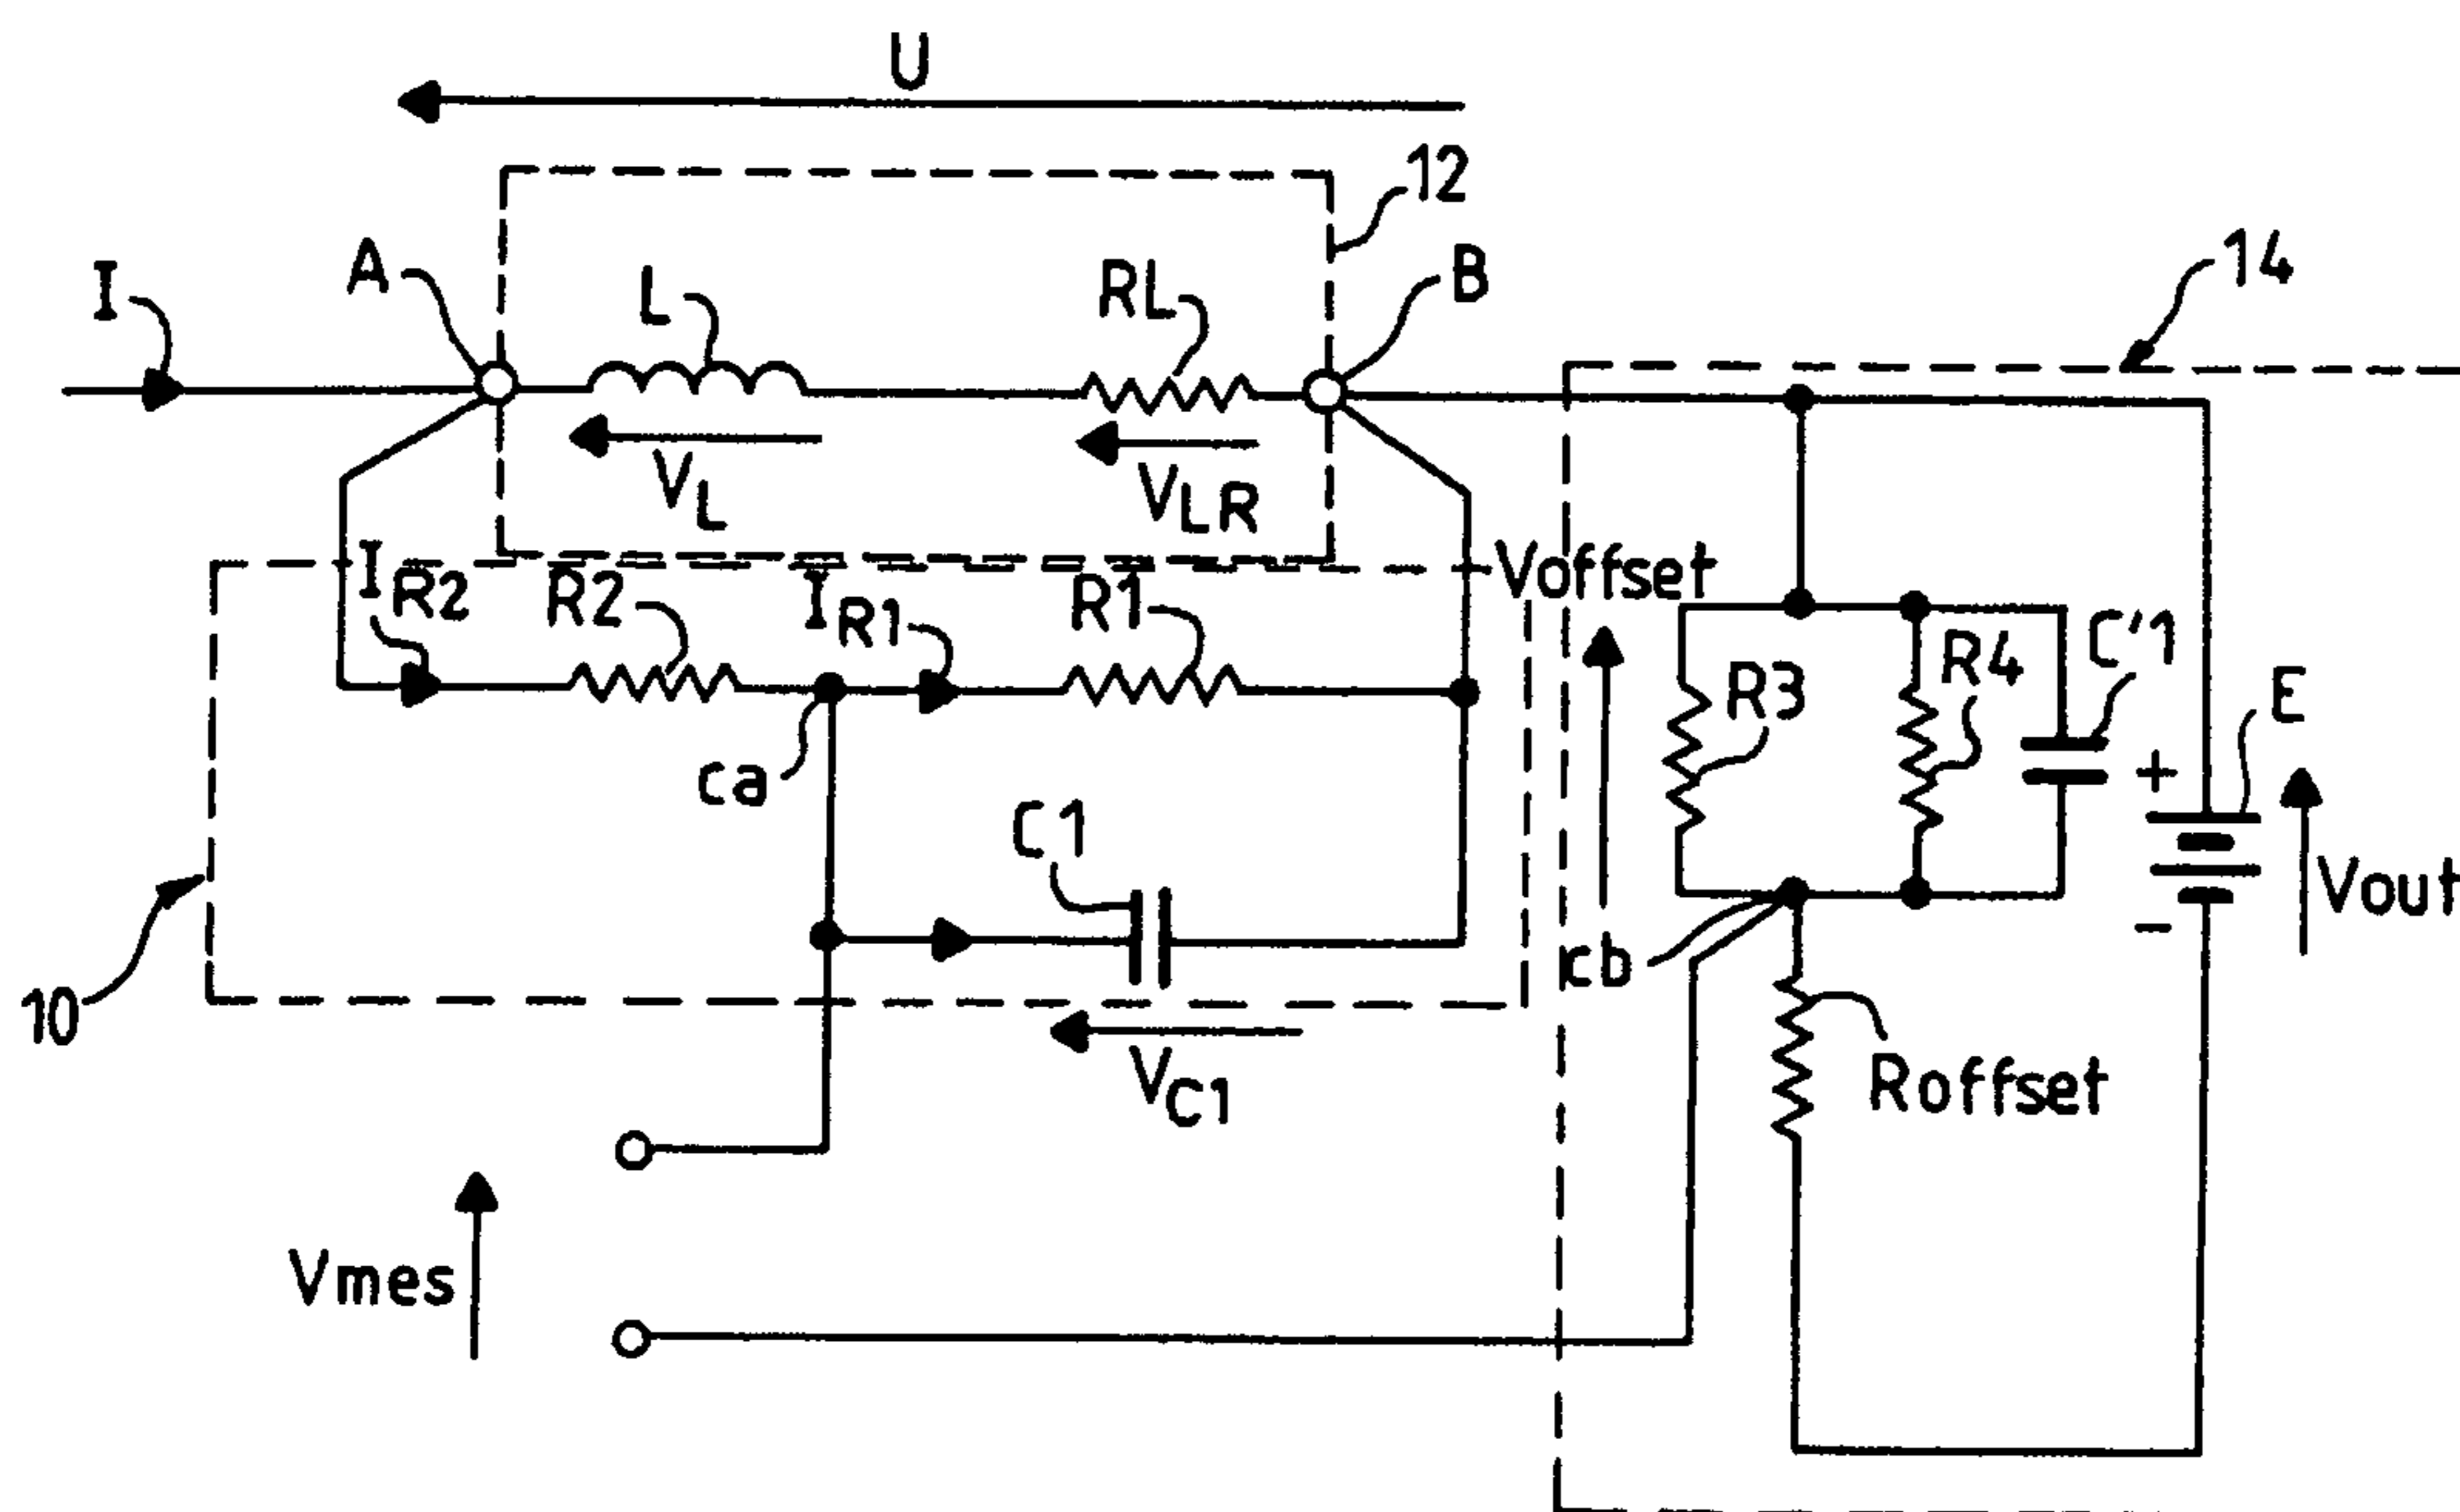 U
12
14
I
A
L
RL
B
VL
VLR
Voffset
IR2
R2
IR1
R1
C'1
R4
R3
E
ca
+
C1
Vout
-
cb
10
VC1
Roffset
Vmes